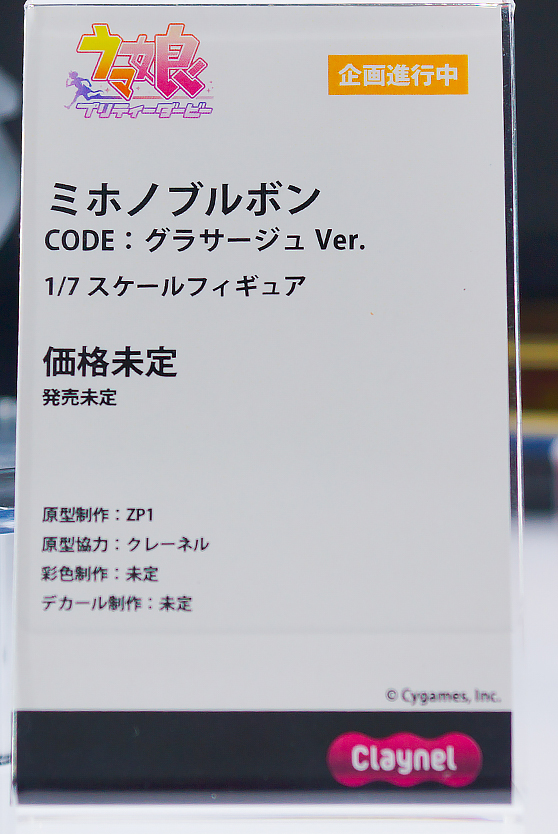 ウマ娘
プリティーダービー
企画進行中
ミホノブルボン
CODE：グラサージュ Ver.
1/7 スケールフィギュア
価格未定
発売未定
原型制作：ZP1
原型協力：クレーネル
彩色制作：未定
デカール制作：未定
© Cygames, Inc.
Claynel